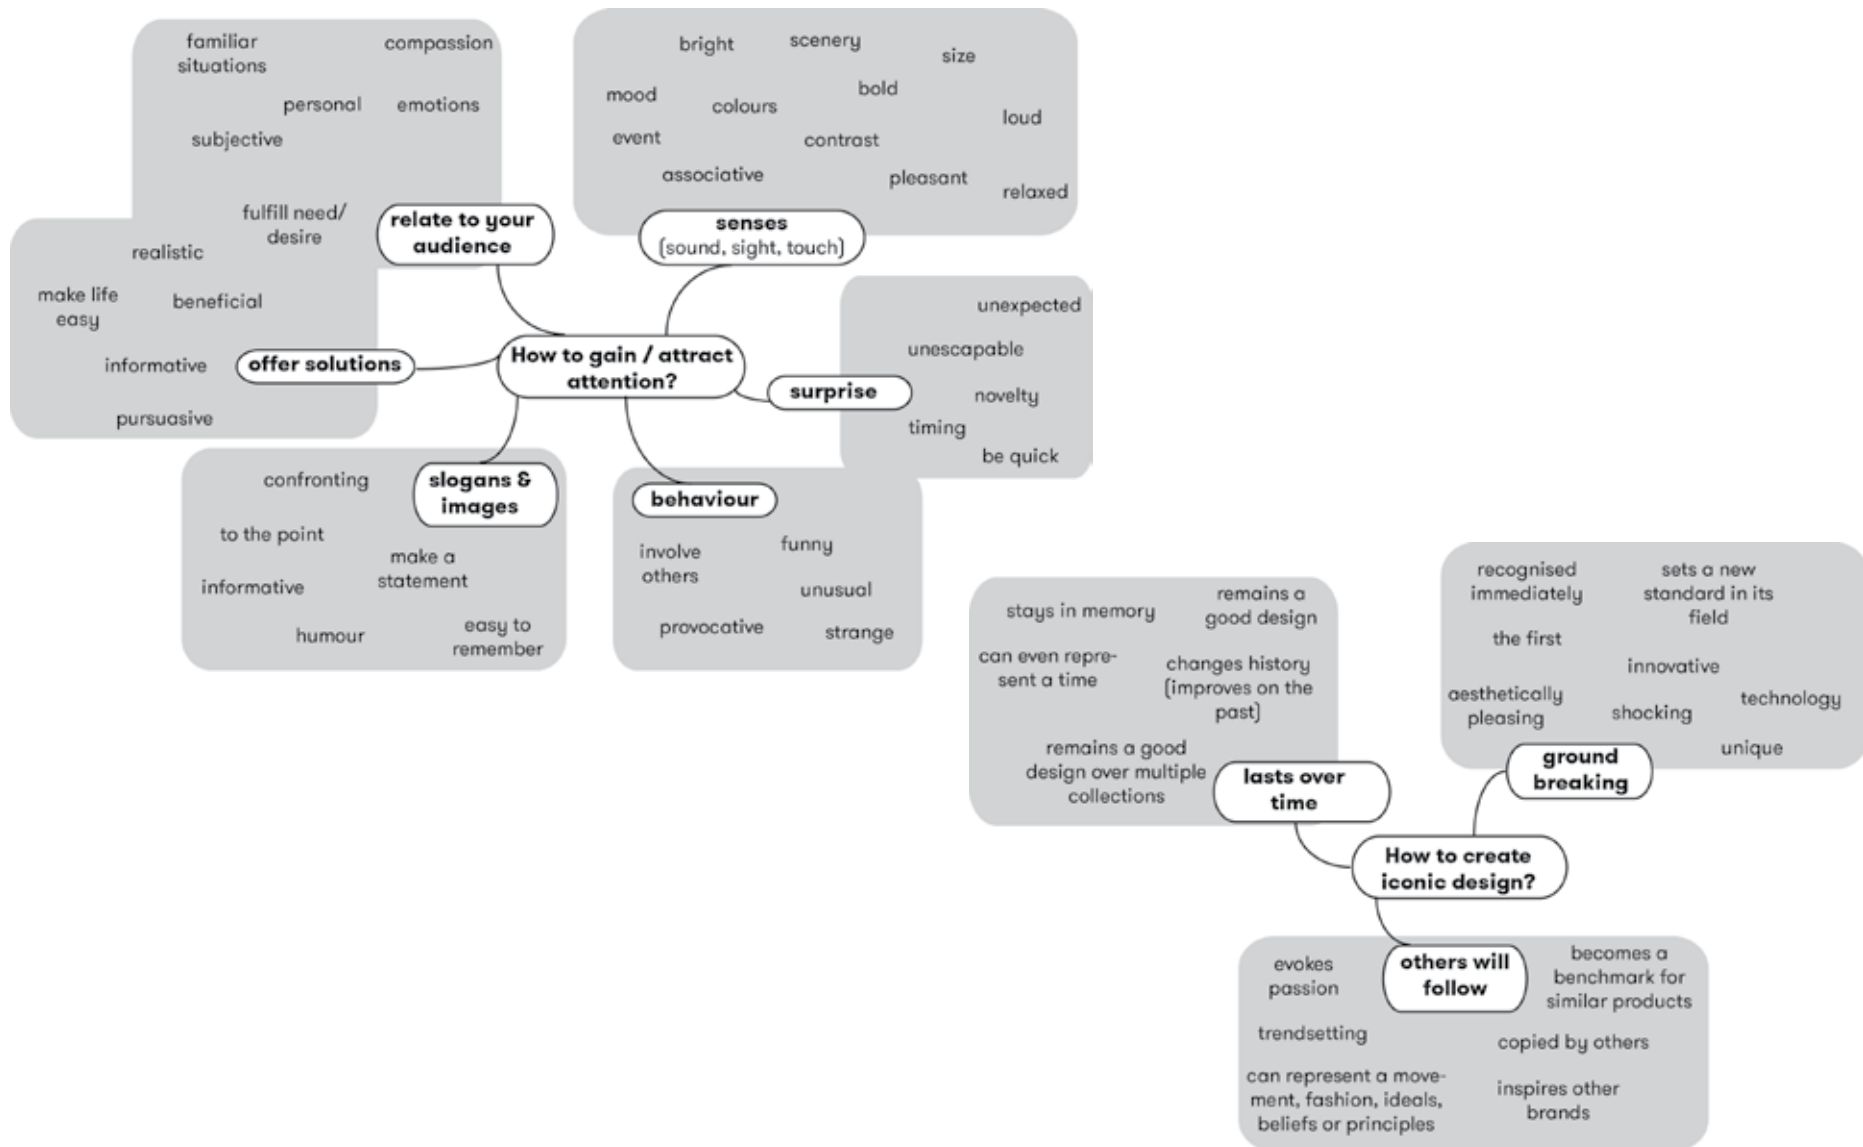 familiar
situations
compassion
personal
emotions
subjective
fulfill need/
desire
relate to your
audience
bright
scenery
size
mood
colours
bold
loud
event
contrast
associative
pleasant
relaxed
senses
(sound, sight, touch)
realistic
make life
easy
beneficial
informative
offer solutions
pursuasive
How to gain / attract
attention?
unexpected
unescapable
surprise
novelty
timing
be quick
confronting
slogans &
images
to the point
make a
statement
informative
humour
easy to
remember
behaviour
involve
others
funny
unusual
provocative
strange
stays in memory
remains a
good design
can even repre-
sent a time
changes history
(improves on the
past)
remains a good
design over multiple
collections
lasts over
time
recognised
immediately
sets a new
standard in its
field
the first
innovative
aesthetically
pleasing
shocking
technology
unique
ground
breaking
How to create
iconic design?
evokes
passion
others will
follow
becomes a
benchmark for
similar products
trendsetting
copied by others
can represent a move-
ment, fashion, ideals,
beliefs or principles
inspires other
brands